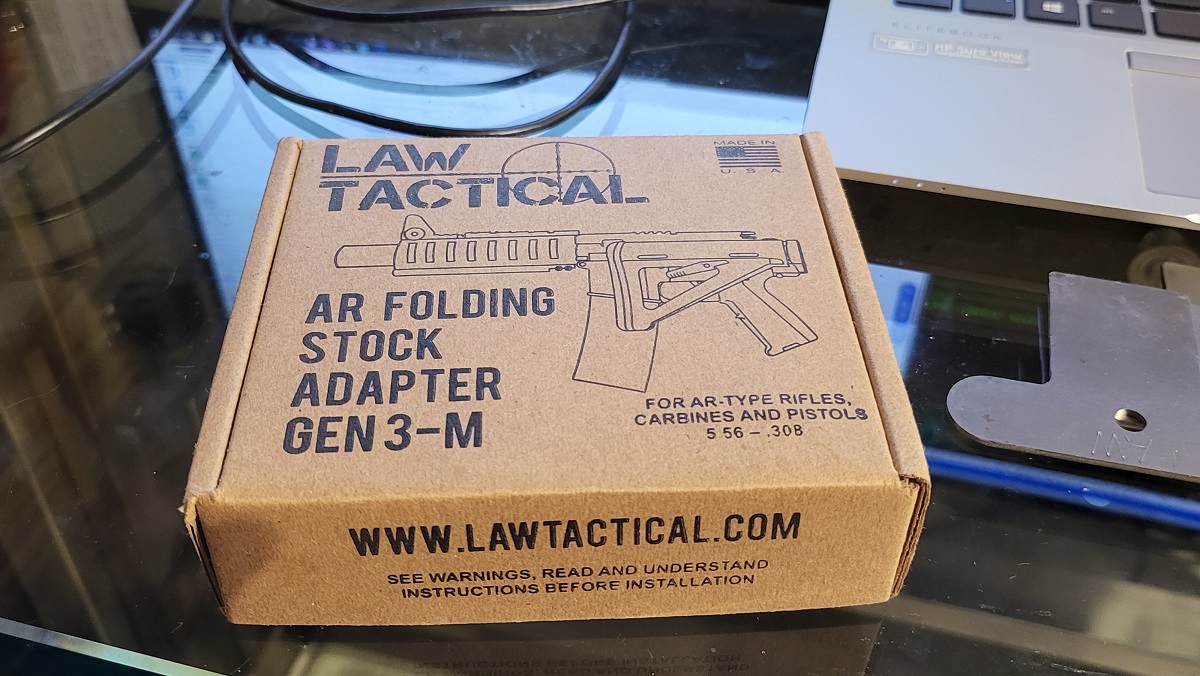 ELITEBOOK
HP Sure View
LAW
TACTICAL
MADE IN
U.S.A
AR FOLDING
STOCK
ADAPTER
GEN 3-M
FOR AR-TYPE RIFLES,
CARBINES AND PISTOLS
5 56 – .308
WWW.LAWTACTICAL.COM
SEE WARNINGS, READ AND UNDERSTAND
INSTRUCTIONS BEFORE INSTALLATION